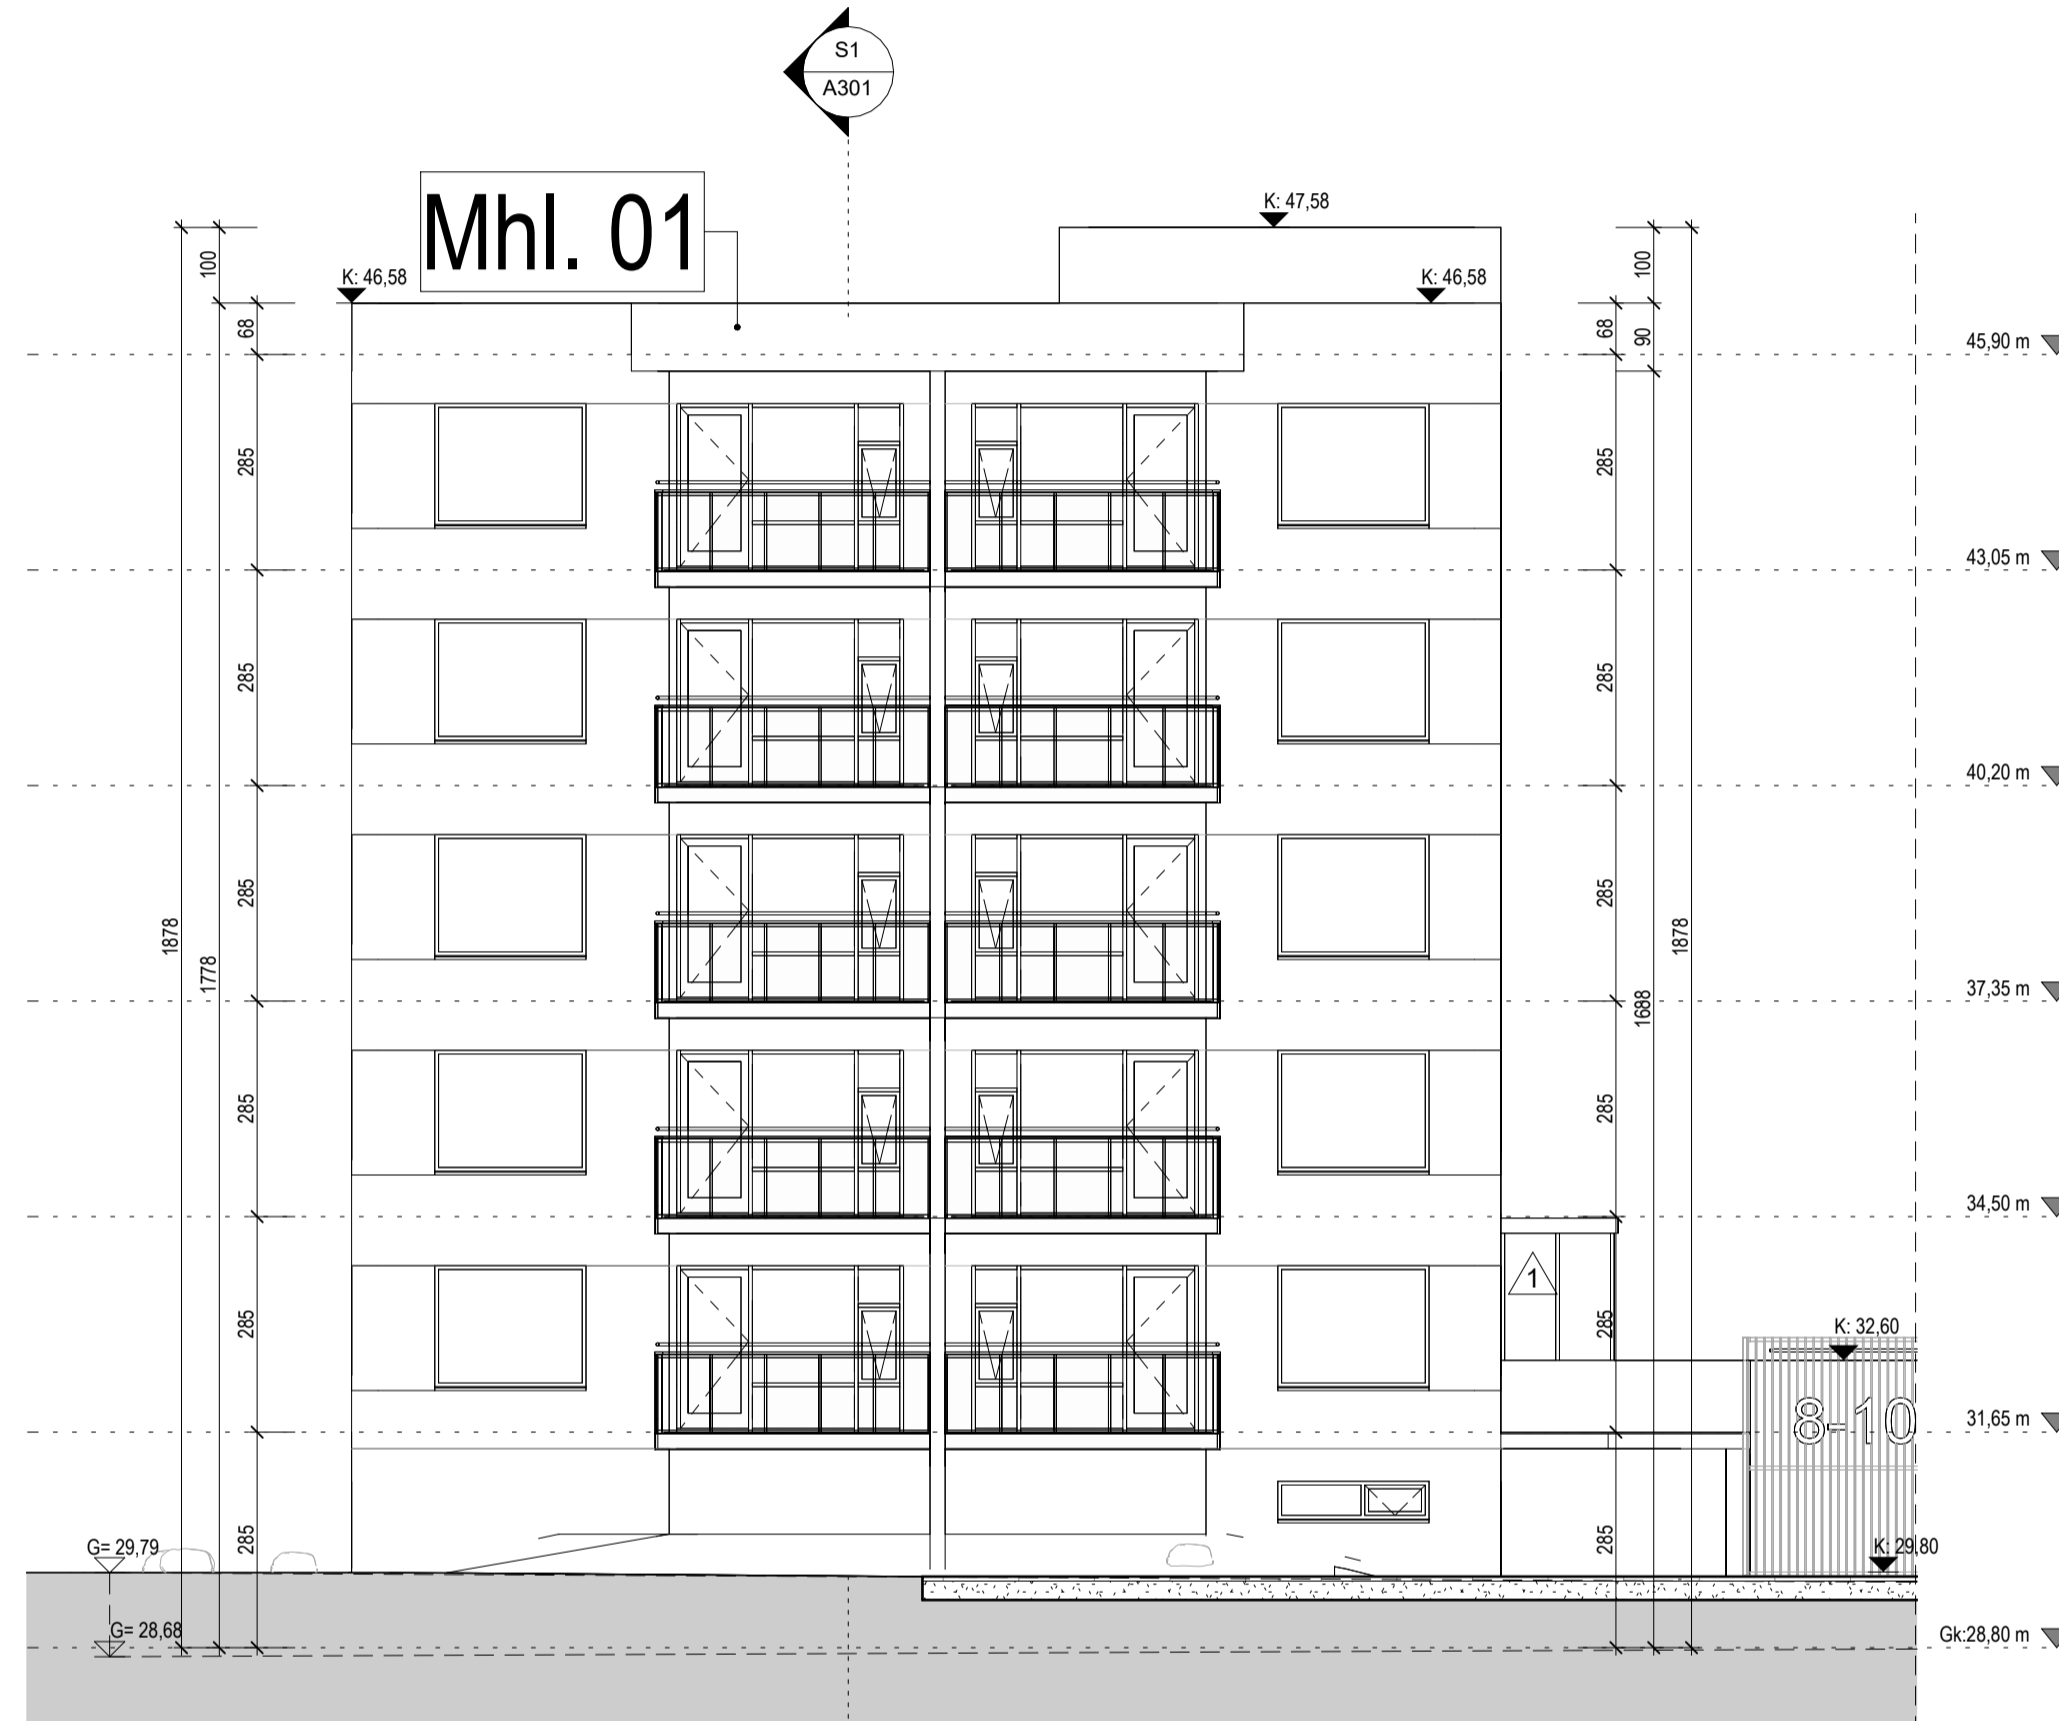 S1
A301
Mhl. 01
K: 47,58
K: 46,58
K: 46,58
100
100
68
68
90
45,90 m
285
285
43,05 m
285
285
40,20 m
285
285
1878
1778
1878
1688
37,35 m
285
285
34,50 m
1
285
285
K: 32,60
8-10
31,65 m
285
285
G= 29,79
K: 29,80
G= 28,68
Gk:28,80 m